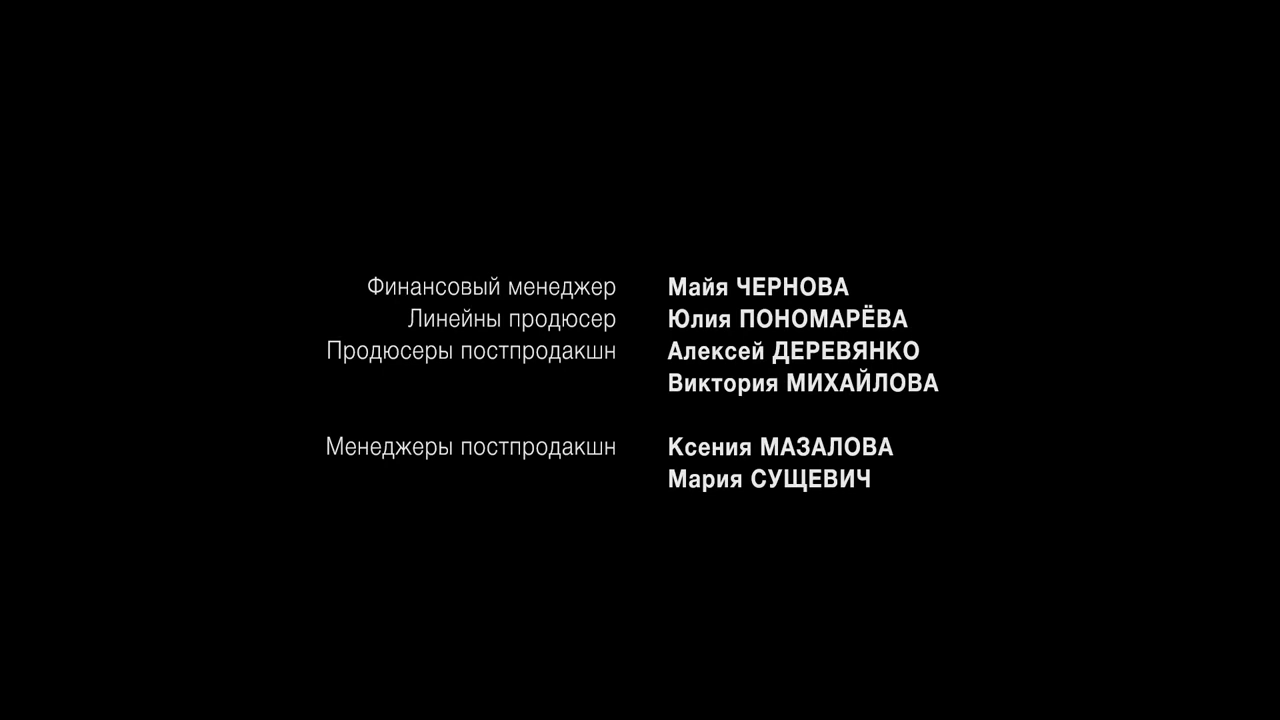 Финансовый менеджер Майя ЧЕРНОВА
Линейны продюсер Юлия ПОНОМАРЁВА
Продюсеры постпродакшн Алексей ДЕРЕВЯНКО
Виктория МИХАЙЛОВА
Менеджеры постпродакшн Ксения МАЗАЛОВА
Мария СУЩЕВИЧ